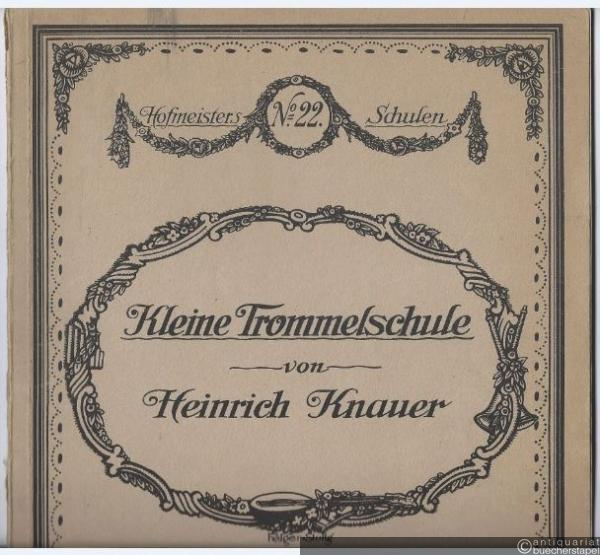 Hofmeisters No 22. Schulen
Kleine Trommelschule
von
Heinrich Knauer
© antiquariat
buecherstapel